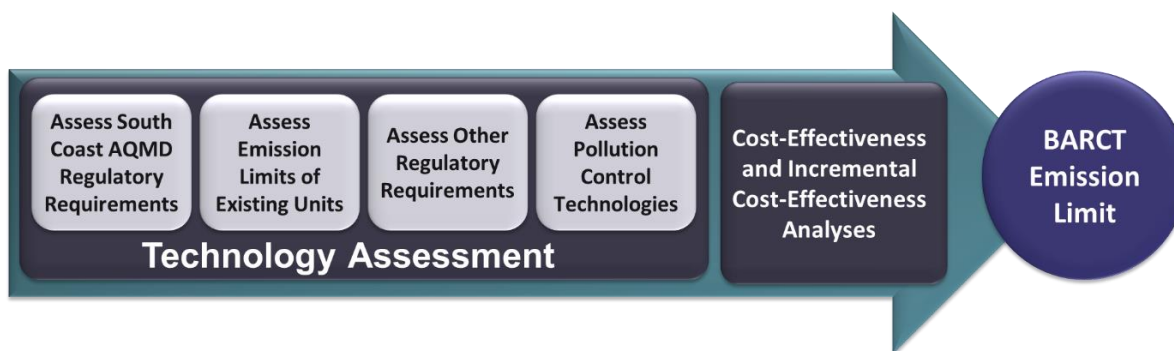 Assess South
Coast AQMD
Regulatory
Requirements
Assess
Emission
Limits of
Existing Units
Assess Other
Regulatory
Requirements
Assess
Pollution
Control
Technologies
Technology Assessment
Cost-Effectiveness
and Incremental
Cost-Effectiveness
Analyses
BARCT
Emission
Limit